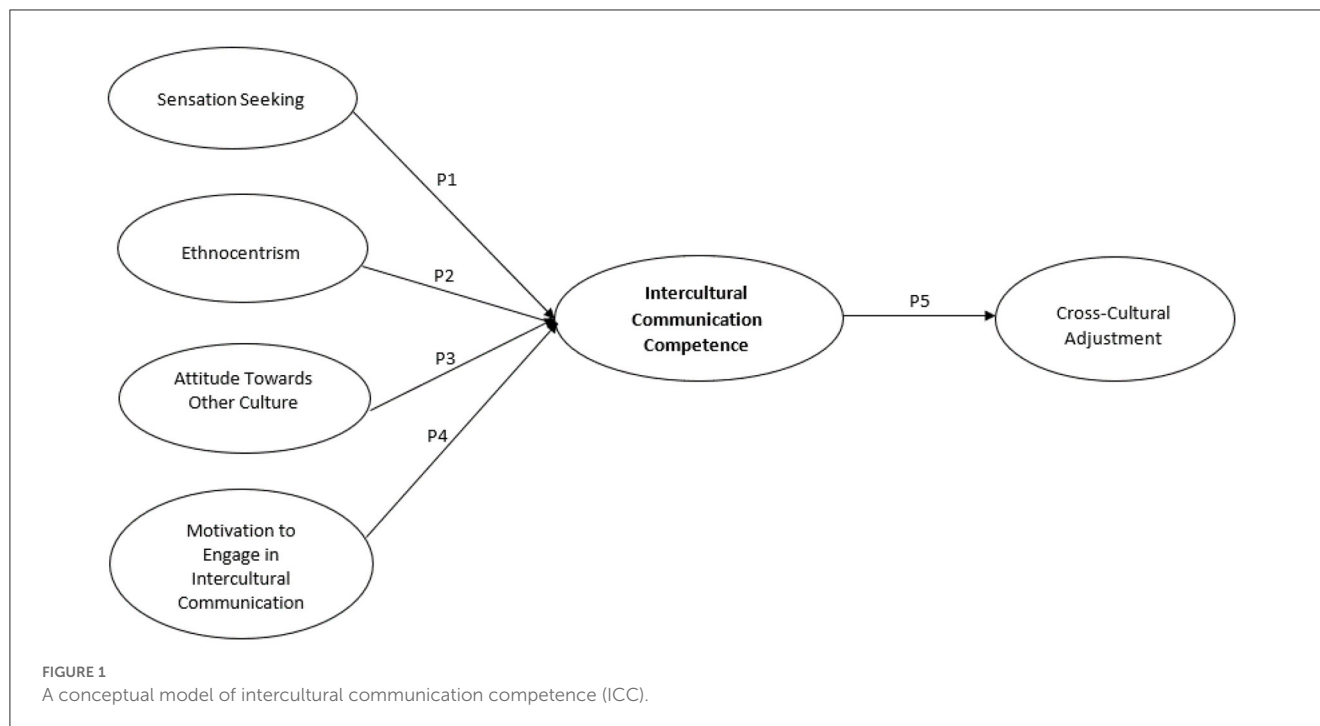 Sensation Seeking
P1
Ethnocentrism
P2
Intercultural
Communication
Competence
P5
Cross-Cultural
Adjustment
P3
Attitude Towards
Other Culture
P4
Motivation to
Engage in
Intercultural
Communication
FIGURE 1
A conceptual model of intercultural communication competence (ICC).